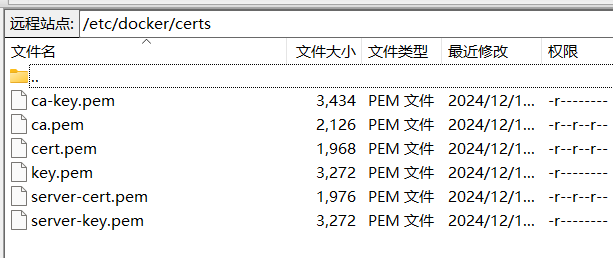 远程站点: /etc/docker/certs
文件名 文件大小 文件类型 最近修改 权限
..
ca-key.pem 3,434 PEM 文件 2024/12/1... -r--------
ca.pem 2,126 PEM 文件 2024/12/1... -r--r--r--
cert.pem 1,968 PEM 文件 2024/12/1... -r--r--r--
key.pem 3,272 PEM 文件 2024/12/1... -r--------
server-cert.pem 1,976 PEM 文件 2024/12/1... -r--r--r--
server-key.pem 3,272 PEM 文件 2024/12/1... -r--------